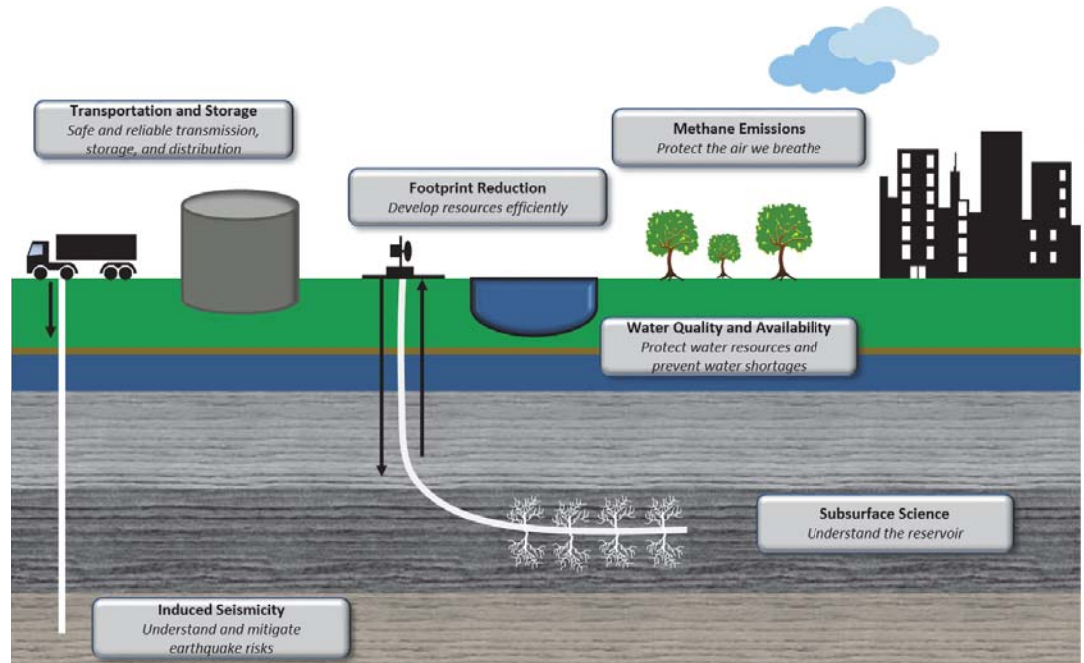 Transportation and Storage
Safe and reliable transmission,
storage, and distribution
Methane Emissions
Protect the air we breathe
Footprint Reduction
Develop resources efficiently
Water Quality and Availability
Protect water resources and
prevent water shortages
Subsurface Science
Understand the reservoir
Induced Seismicity
Understand and mitigate
earthquake risks